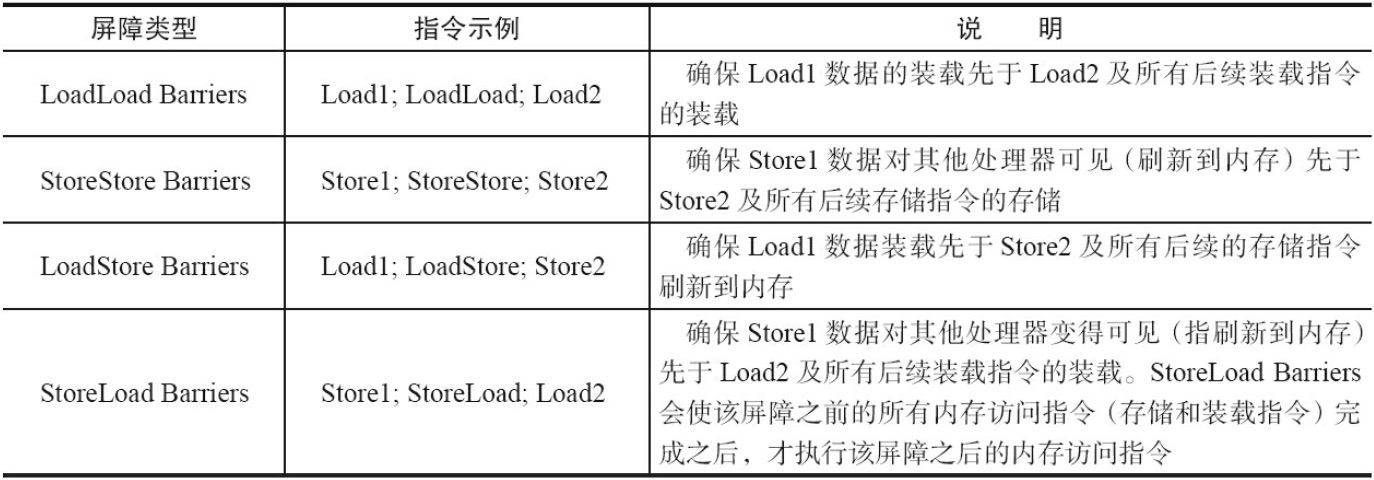 屏障类型 指令示例 说 明
LoadLoad Barriers Load1; LoadLoad; Load2 确保 Load1 数据的装载先于 Load2 及所有后续装载指令
的装载
StoreStore Barriers Store1; StoreStore; Store2 确保 Store1 数据对其他处理器可见（刷新到内存）先于
Store2 及所有后续存储指令的存储
LoadStore Barriers Load1; LoadStore; Store2 确保 Load1 数据装载先于 Store2 及所有后续的存储指令
刷新到内存
StoreLoad Barriers Store1; StoreLoad; Load2 确保 Store1 数据对其他处理器变得可见（指刷新到内存）
先于 Load2 及所有后续装载指令的装载。StoreLoad Barriers
会使该屏障之前的所有内存访问指令（存储和装载指令）完
成之后，才执行该屏障之后的内存访问指令